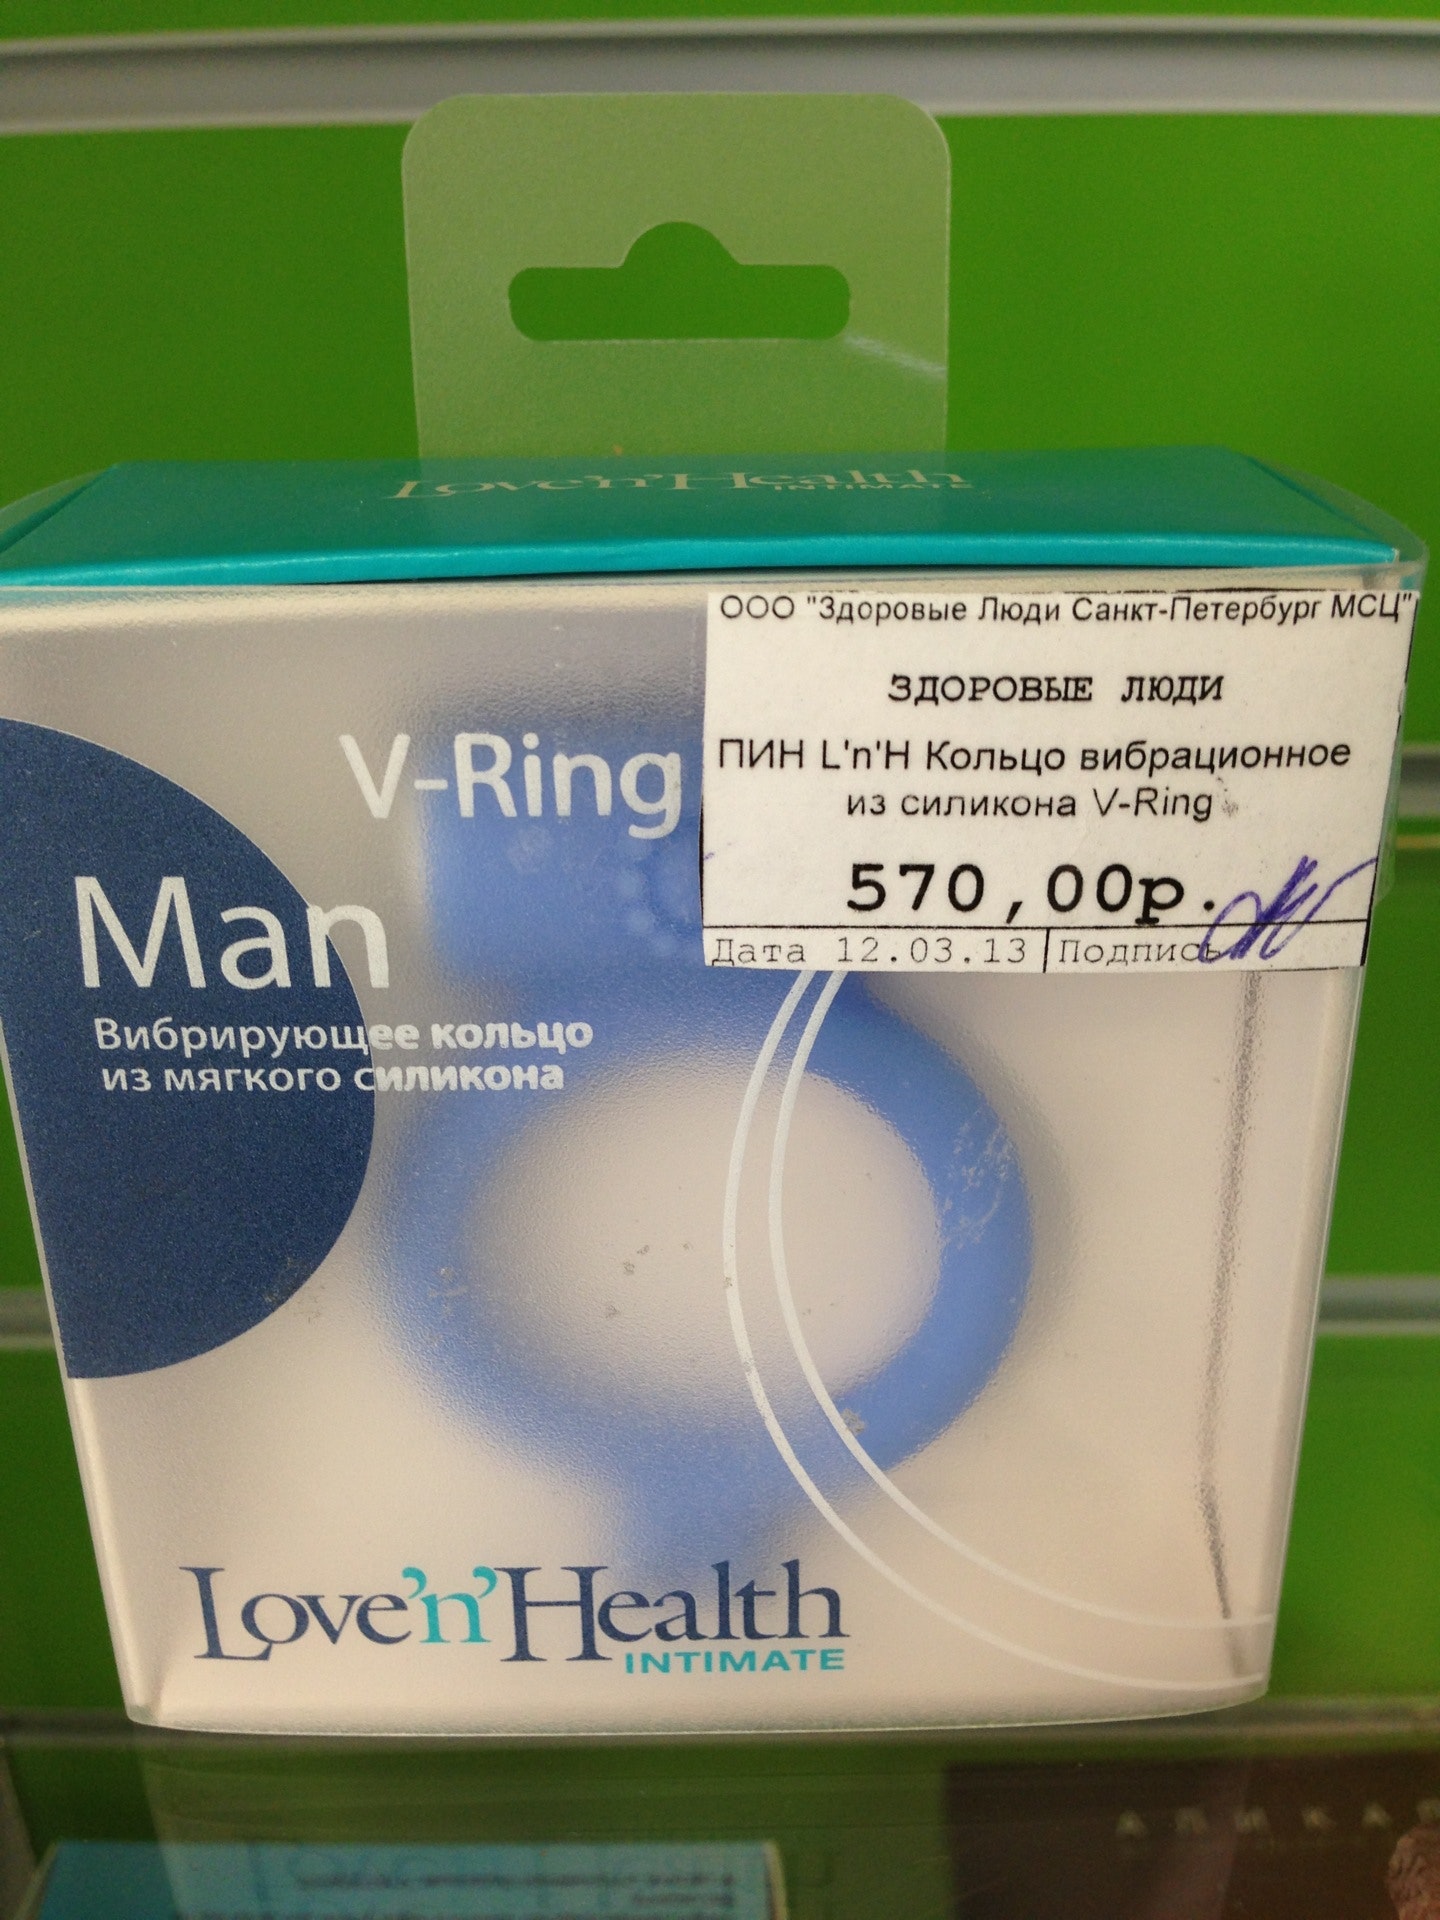 Love'n'Health
INTIMATE
ООО "Здоровые Люди Санкт-Петербург МСЦ"
ЗДОРОВЫЕ ЛЮДИ
ПИН L'n'H Кольцо вибрационное
из силикона V-Ring
570,00р.
Дата 12.03.13 Подпись
V-Ring
Man
Вибрирующее кольцо
из мягкого силикона
Love'n'Health
INTIMATE